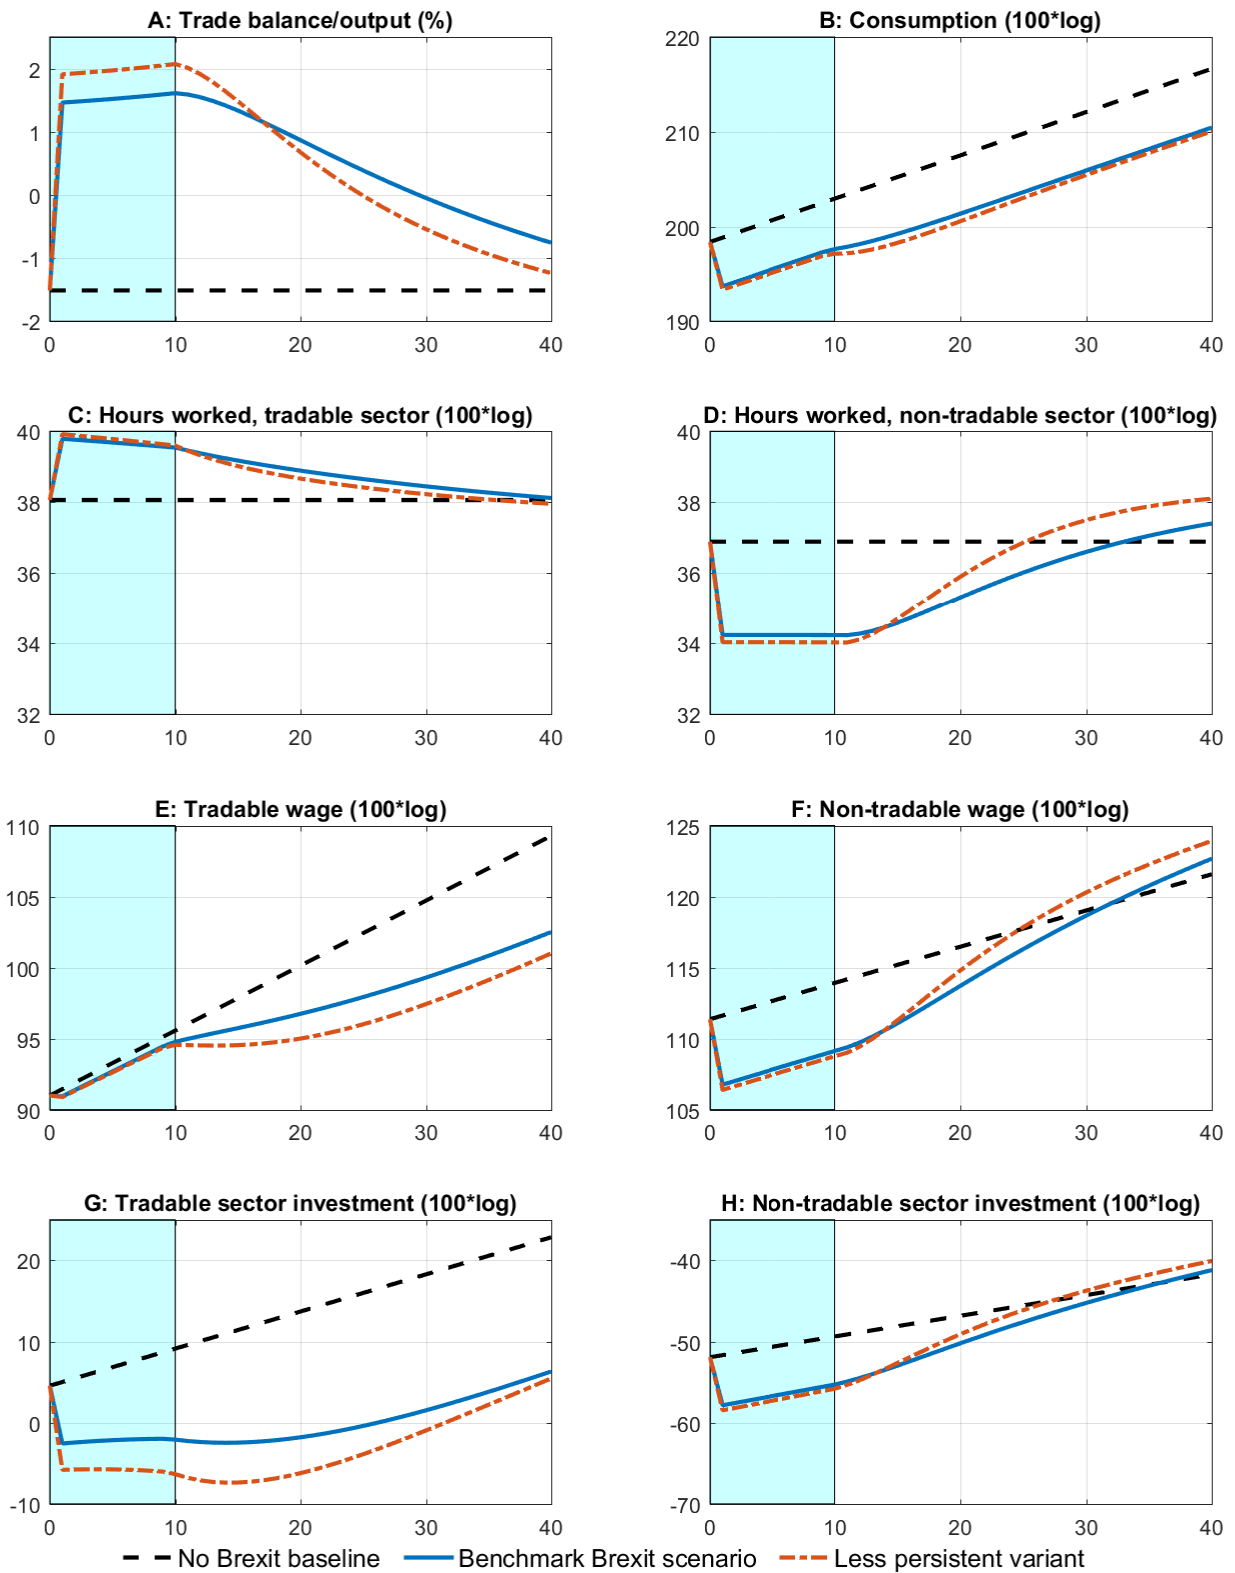 A: Trade balance/output (%)
2
1
0
-1
-2
0 10 20 30 40
B: Consumption (100*log)
220
210
200
190
0 10 20 30 40
C: Hours worked, tradable sector (100*log)
40
38
36
34
32
0 10 20 30 40
D: Hours worked, non-tradable sector (100*log)
40
38
36
34
32
0 10 20 30 40
E: Tradable wage (100*log)
110
105
100
95
90
0 10 20 30 40
F: Non-tradable wage (100*log)
125
120
115
110
105
0 10 20 30 40
G: Tradable sector investment (100*log)
20
10
0
-10
0 10 20 30 40
H: Non-tradable sector investment (100*log)
-40
-50
-60
-70
0 10 20 30 40
No Brexit baseline Benchmark Brexit scenario Less persistent variant